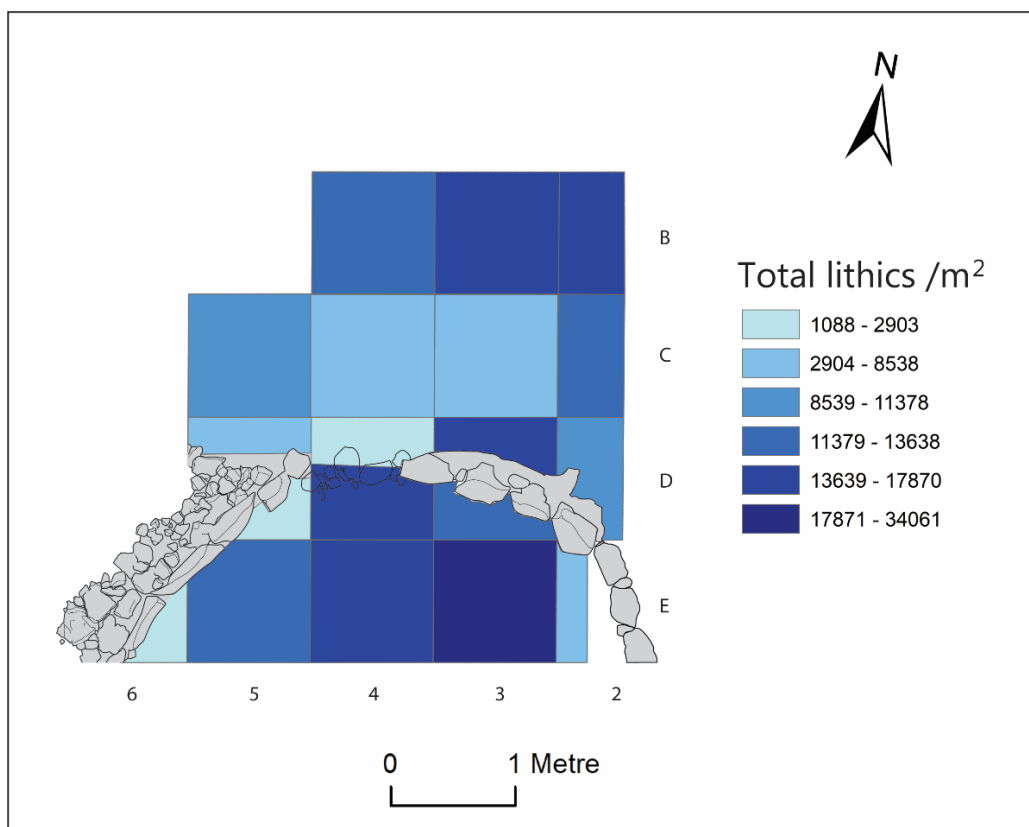 N
B
C
D
E
6 5 4 3 2
Total lithics /m²
1088 - 2903
2904 - 8538
8539 - 11378
11379 - 13638
13639 - 17870
17871 - 34061
0 1 Metre